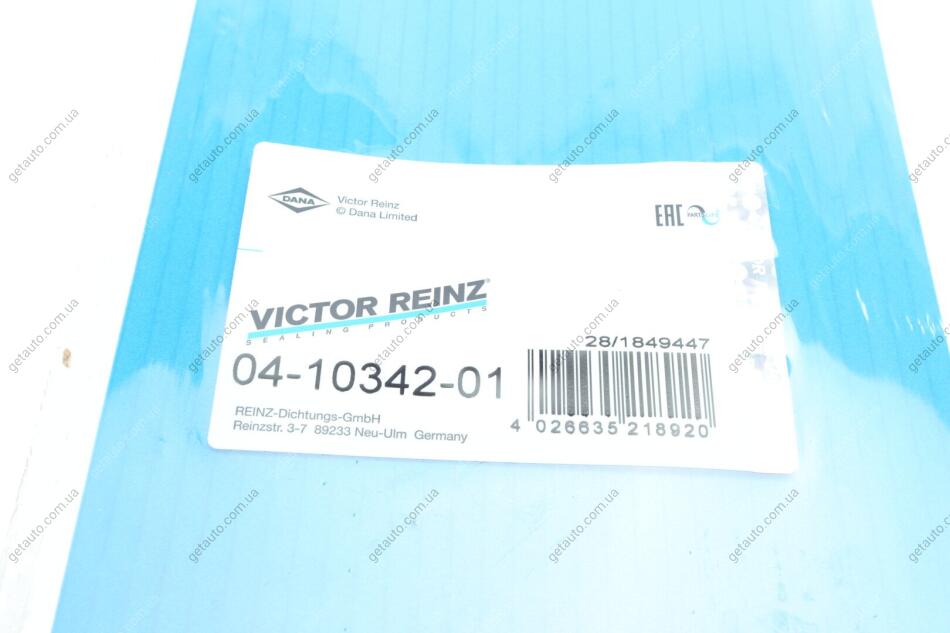 DANA
Victor Reinz
© Dana Limited
EAC
PARTSLIFE
VICTOR REINZ®
SEALING PRODUCTS
28/1849447
04-10342-01
4 026635 218920
REINZ-Dichtungs-GmbH
Reinzstr. 3-7 89233 Neu-Ulm Germany
getauto.com.ua